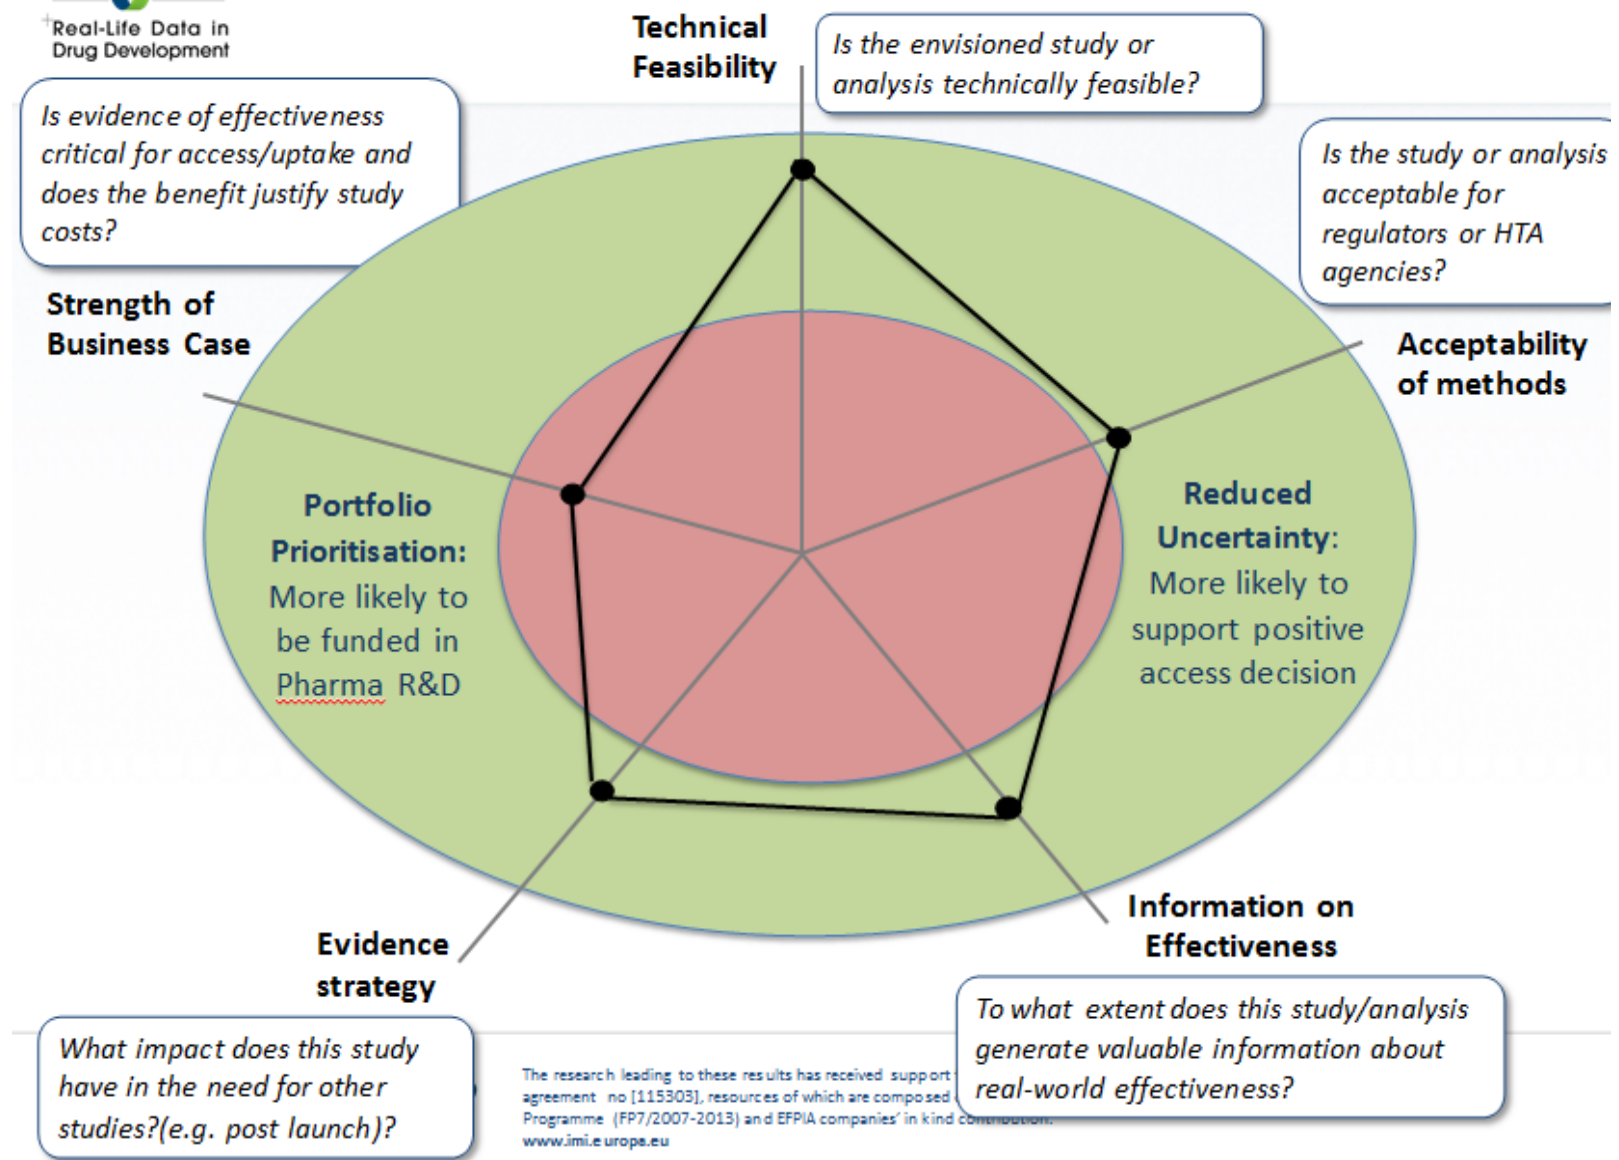 Real-Life Data in
Drug Development
Technical
Feasibility
Is the envisioned study or
analysis technically feasible?
Is evidence of effectiveness
critical for access/uptake and
does the benefit justify study
costs?
Is the study or analysis
acceptable for
regulators or HTA
agencies?
Strength of
Business Case
Acceptability
of methods
Portfolio
Prioritisation:
More likely to
be funded in
Pharma R&D
Reduced
Uncertainty:
More likely to
support positive
access decision
Evidence
strategy
Information on
Effectiveness
What impact does this study
have in the need for other
studies?(e.g. post launch)?
To what extent does this study/analysis
generate valuable information about
real-world effectiveness?
The research leading to these results has received support
agreement no [115303], resources of which are composed
Programme (FP7/2007-2013) and EFPIA companies' in kind contribution.
www.imi.europa.eu